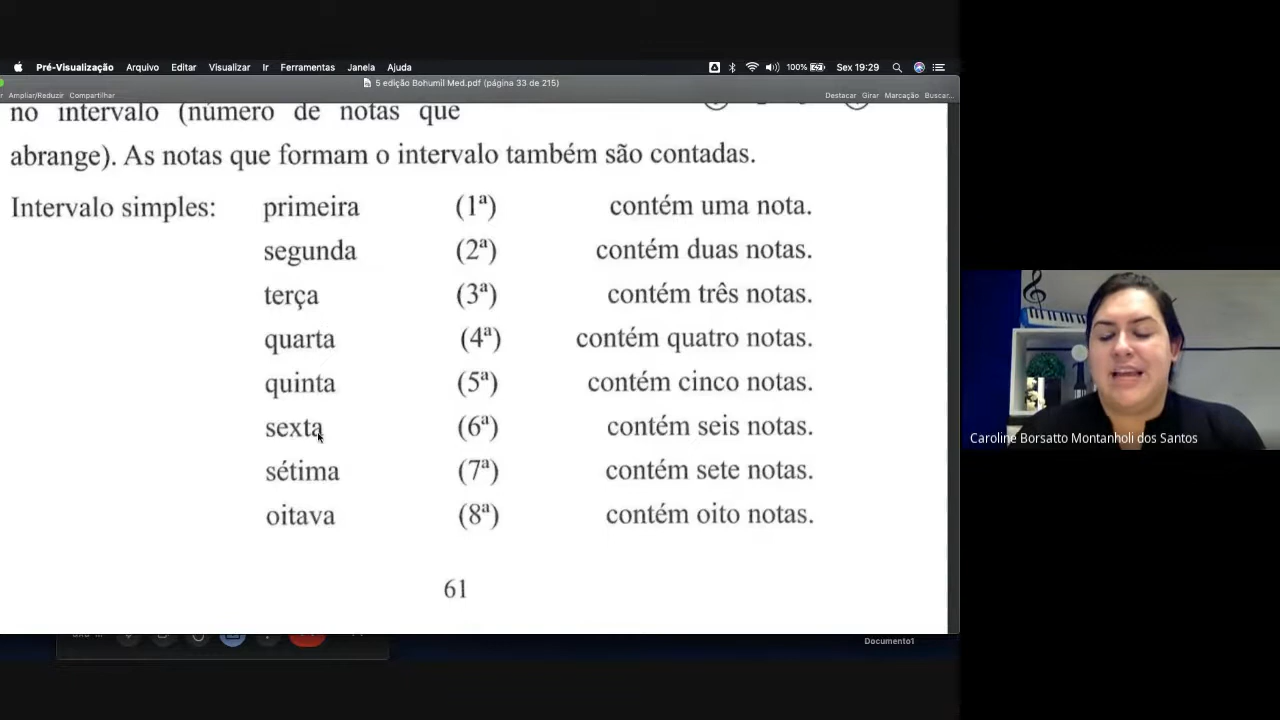 Pré-Visualização Arquivo Editar Visualizar Ir Ferramentas Janela Ajuda 100% Sex 19:29
5 edição Bohumil Med.pdf (página 33 de 215)
Ampliar/Reduzir Compartilhar Destacar Girar Marcação Buscar...
no intervalo (número de notas que
abrange). As notas que formam o intervalo também são contadas.
Intervalo simples: primeira (1ª) contém uma nota.
segunda (2ª) contém duas notas.
terça (3ª) contém três notas.
quarta (4ª) contém quatro notas.
quinta (5ª) contém cinco notas.
sexta (6ª) contém seis notas.
sétima (7ª) contém sete notas.
oitava (8ª) contém oito notas.
61
Documento1
Caroline Borsatto Montanholi dos Santos